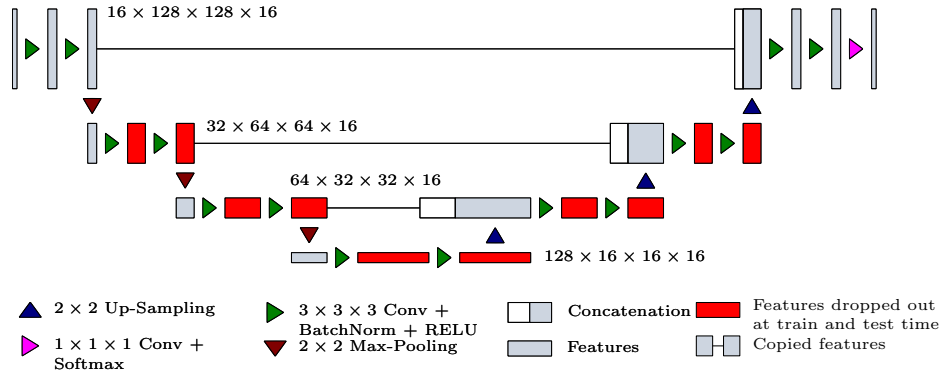 16 × 128 × 128 × 16
32 × 64 × 64 × 16
64 × 32 × 32 × 16
128 × 16 × 16 × 16
2 × 2 Up-Sampling
1 × 1 × 1 Conv +
Softmax
3 × 3 × 3 Conv +
BatchNorm + RELU
2 × 2 Max-Pooling
Concatenation
Features
Features dropped out
at train and test time
Copied features